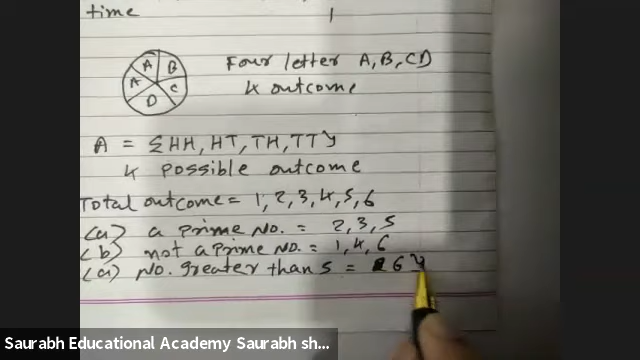 time 1
A B
A C
D
Four letter A, B, CD
4 outcome
A = {HH, HT, TH, TT}
4 possible outcome
Total outcome = 1, 2, 3, 4, 5, 6
(a) a prime No. = 2, 3, 5
(b) not a prime No. = 1, 4, 6
(a) No. greater than 5 = 6 }
Saurabh Educational Academy Saurabh sh...